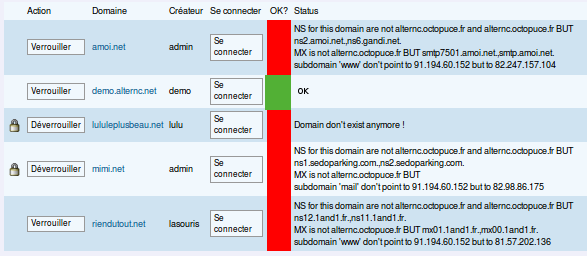 Action Domaine Créateur Se connecter OK? Status
Verrouiller amoi.net admin Se connecter NS for this domain are not alternc.octopuce.fr and alternc.octopuce.fr BUT
ns2.amoi.net.,ns6.gandi.net.
MX is not alternc.octopuce.fr BUT smtp7501.amoi.net.,smtp.amoi.net.
subdomain 'www' don't point to 91.194.60.152 but to 82.247.157.104
Verrouiller demo.alternc.net demo Se connecter OK
Déverrouiller lululeplusbeau.net lulu Se connecter Domain don't exist anymore !
Déverrouiller mimi.net admin Se connecter NS for this domain are not alternc.octopuce.fr and alternc.octopuce.fr BUT
ns1.sedoparking.com.,ns2.sedoparking.com.
MX is not alternc.octopuce.fr BUT
subdomain 'mail' don't point to 91.194.60.152 but to 82.98.86.175
Verrouiller riendutout.net lasouris Se connecter NS for this domain are not alternc.octopuce.fr and alternc.octopuce.fr BUT
ns12.1and1.fr.,ns11.1and1.fr.
MX is not alternc.octopuce.fr BUT mx01.1and1.fr.,mx00.1and1.fr.
subdomain 'www' don't point to 91.194.60.152 but to 81.57.202.136